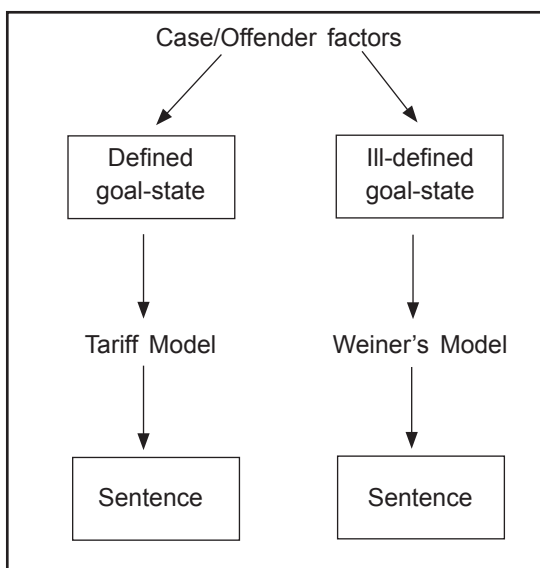 Case/Offender factors
Defined
goal-state
Ill-defined
goal-state
Tariff Model
Weiner's Model
Sentence
Sentence